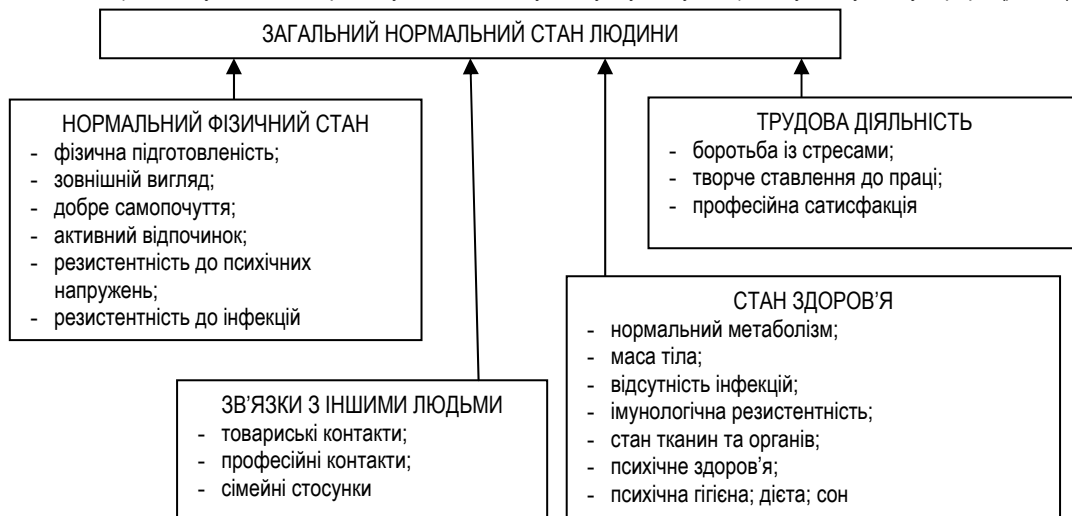 ЗАГАЛЬНИЙ НОРМАЛЬНИЙ СТАН ЛЮДИНИ
НОРМАЛЬНИЙ ФІЗИЧНИЙ СТАН
- фізична підготовленість;
- зовнішній вигляд;
- добре самопочуття;
- активний відпочинок;
- резистентність до психічних
напружень;
- резистентність до інфекцій
ТРУДОВА ДІЯЛЬНІСТЬ
- боротьба із стресами;
- творче ставлення до праці;
- професійна сатисфакція
ЗВ’ЯЗКИ З ІНШИМИ ЛЮДЬМИ
- товариські контакти;
- професійні контакти;
- сімейні стосунки
СТАН ЗДОРОВ’Я
- нормальний метаболізм;
- маса тіла;
- відсутність інфекцій;
- імунологічна резистентність;
- стан тканин та органів;
- психічне здоров’я;
- психічна гігієна; дієта; сон